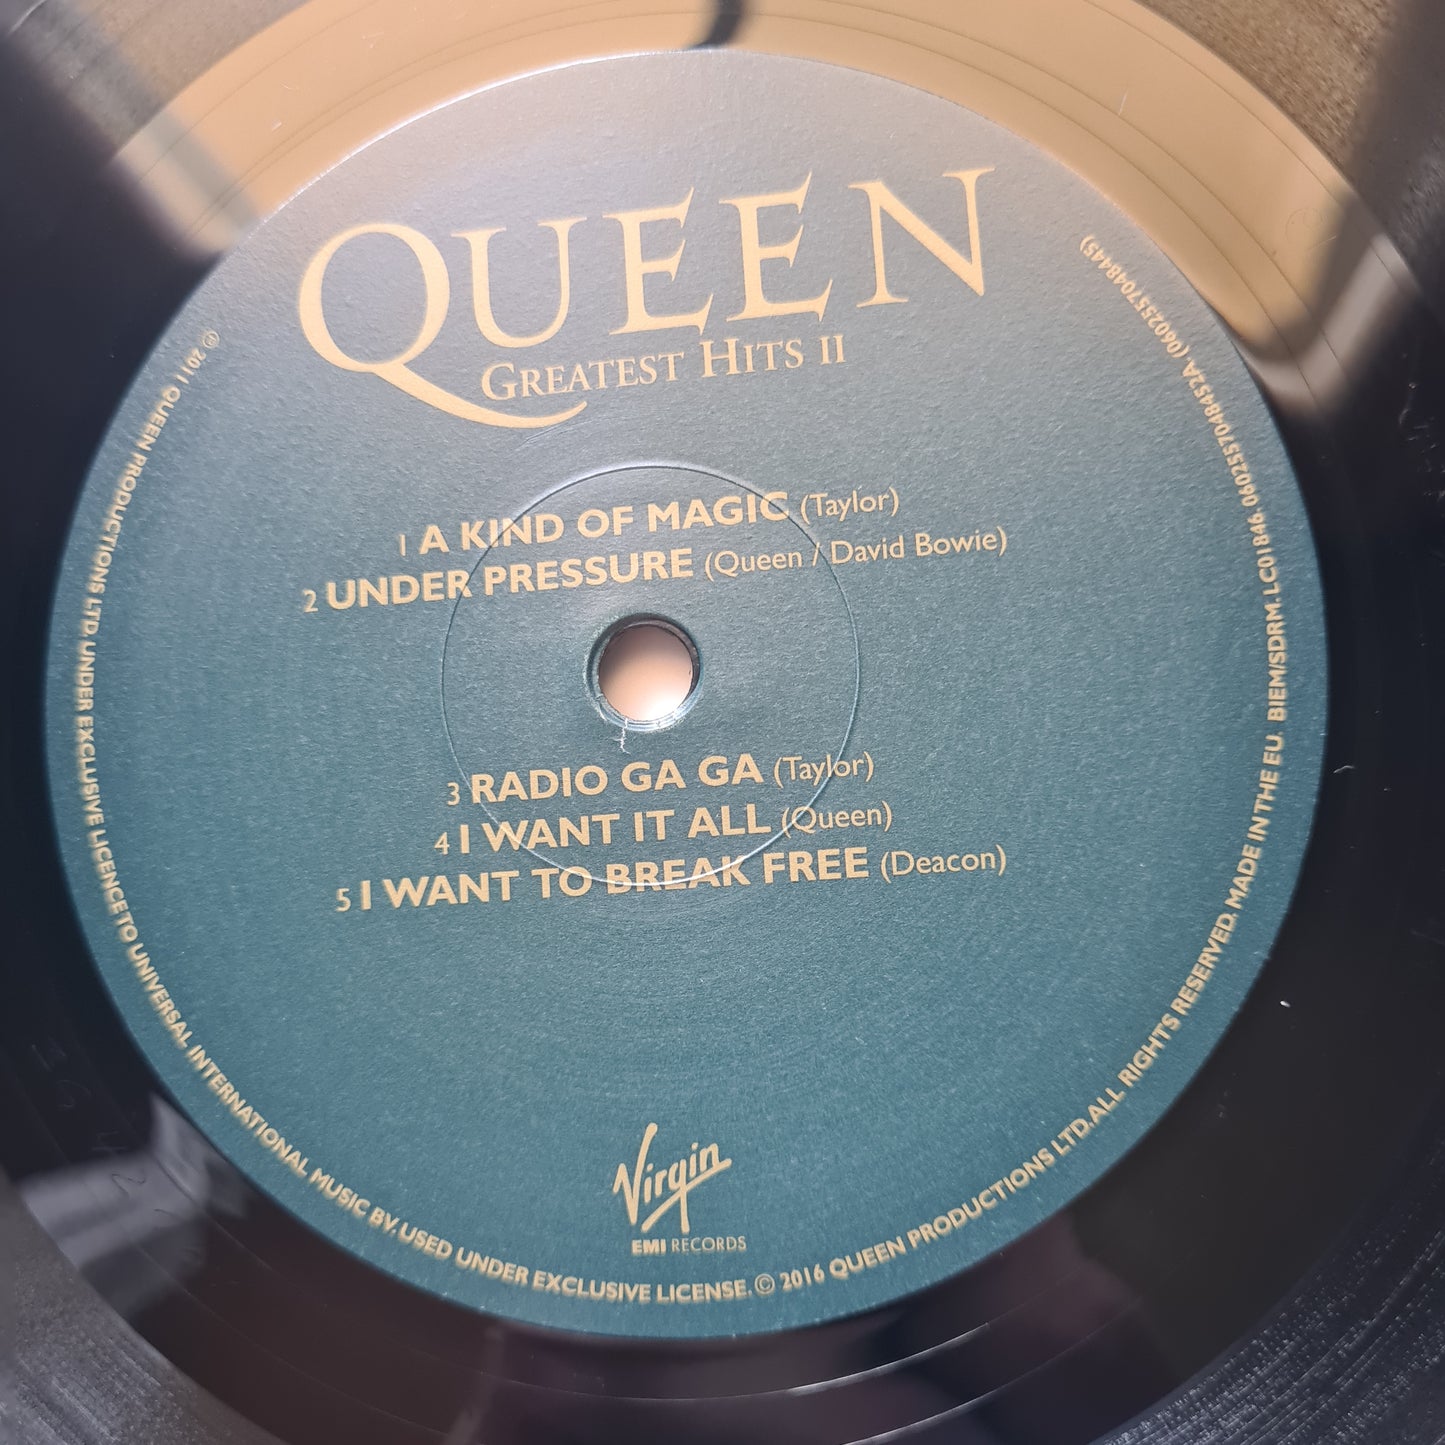 QUEEN
GREATEST HITS II
1 A KIND OF MAGIC (Taylor)
2 UNDER PRESSURE (Queen / David Bowie)
3 RADIO GA GA (Taylor)
4 I WANT IT ALL (Queen)
5 I WANT TO BREAK FREE (Deacon)
Virgin
EMI RECORDS
℗ 2011 QUEEN PRODUCTIONS LTD. UNDER EXCLUSIVE LICENCE TO UNIVERSAL INTERNATIONAL MUSIC BV. USED UNDER EXCLUSIVE LICENSE. © 2016 QUEEN PRODUCTIONS LTD. ALL RIGHTS RESERVED. MADE IN THE EU. BIEM/SDRM. LC01846. 0602557048452A. (0602557048445)